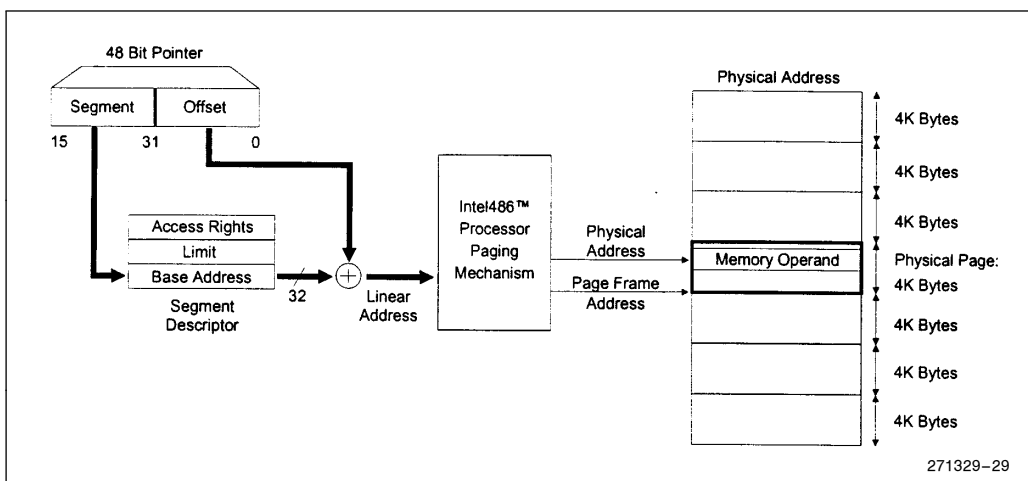 48 Bit Pointer
Segment
Offset
15
31
0
Access Rights
Limit
Base Address
32
Segment
Descriptor
Linear
Address
Intel486™
Processor
Paging
Mechanism
Physical
Address
Page Frame
Address
Physical Address
4K Bytes
4K Bytes
4K Bytes
Memory Operand
Physical Page:
4K Bytes
4K Bytes
4K Bytes
4K Bytes
271329–29